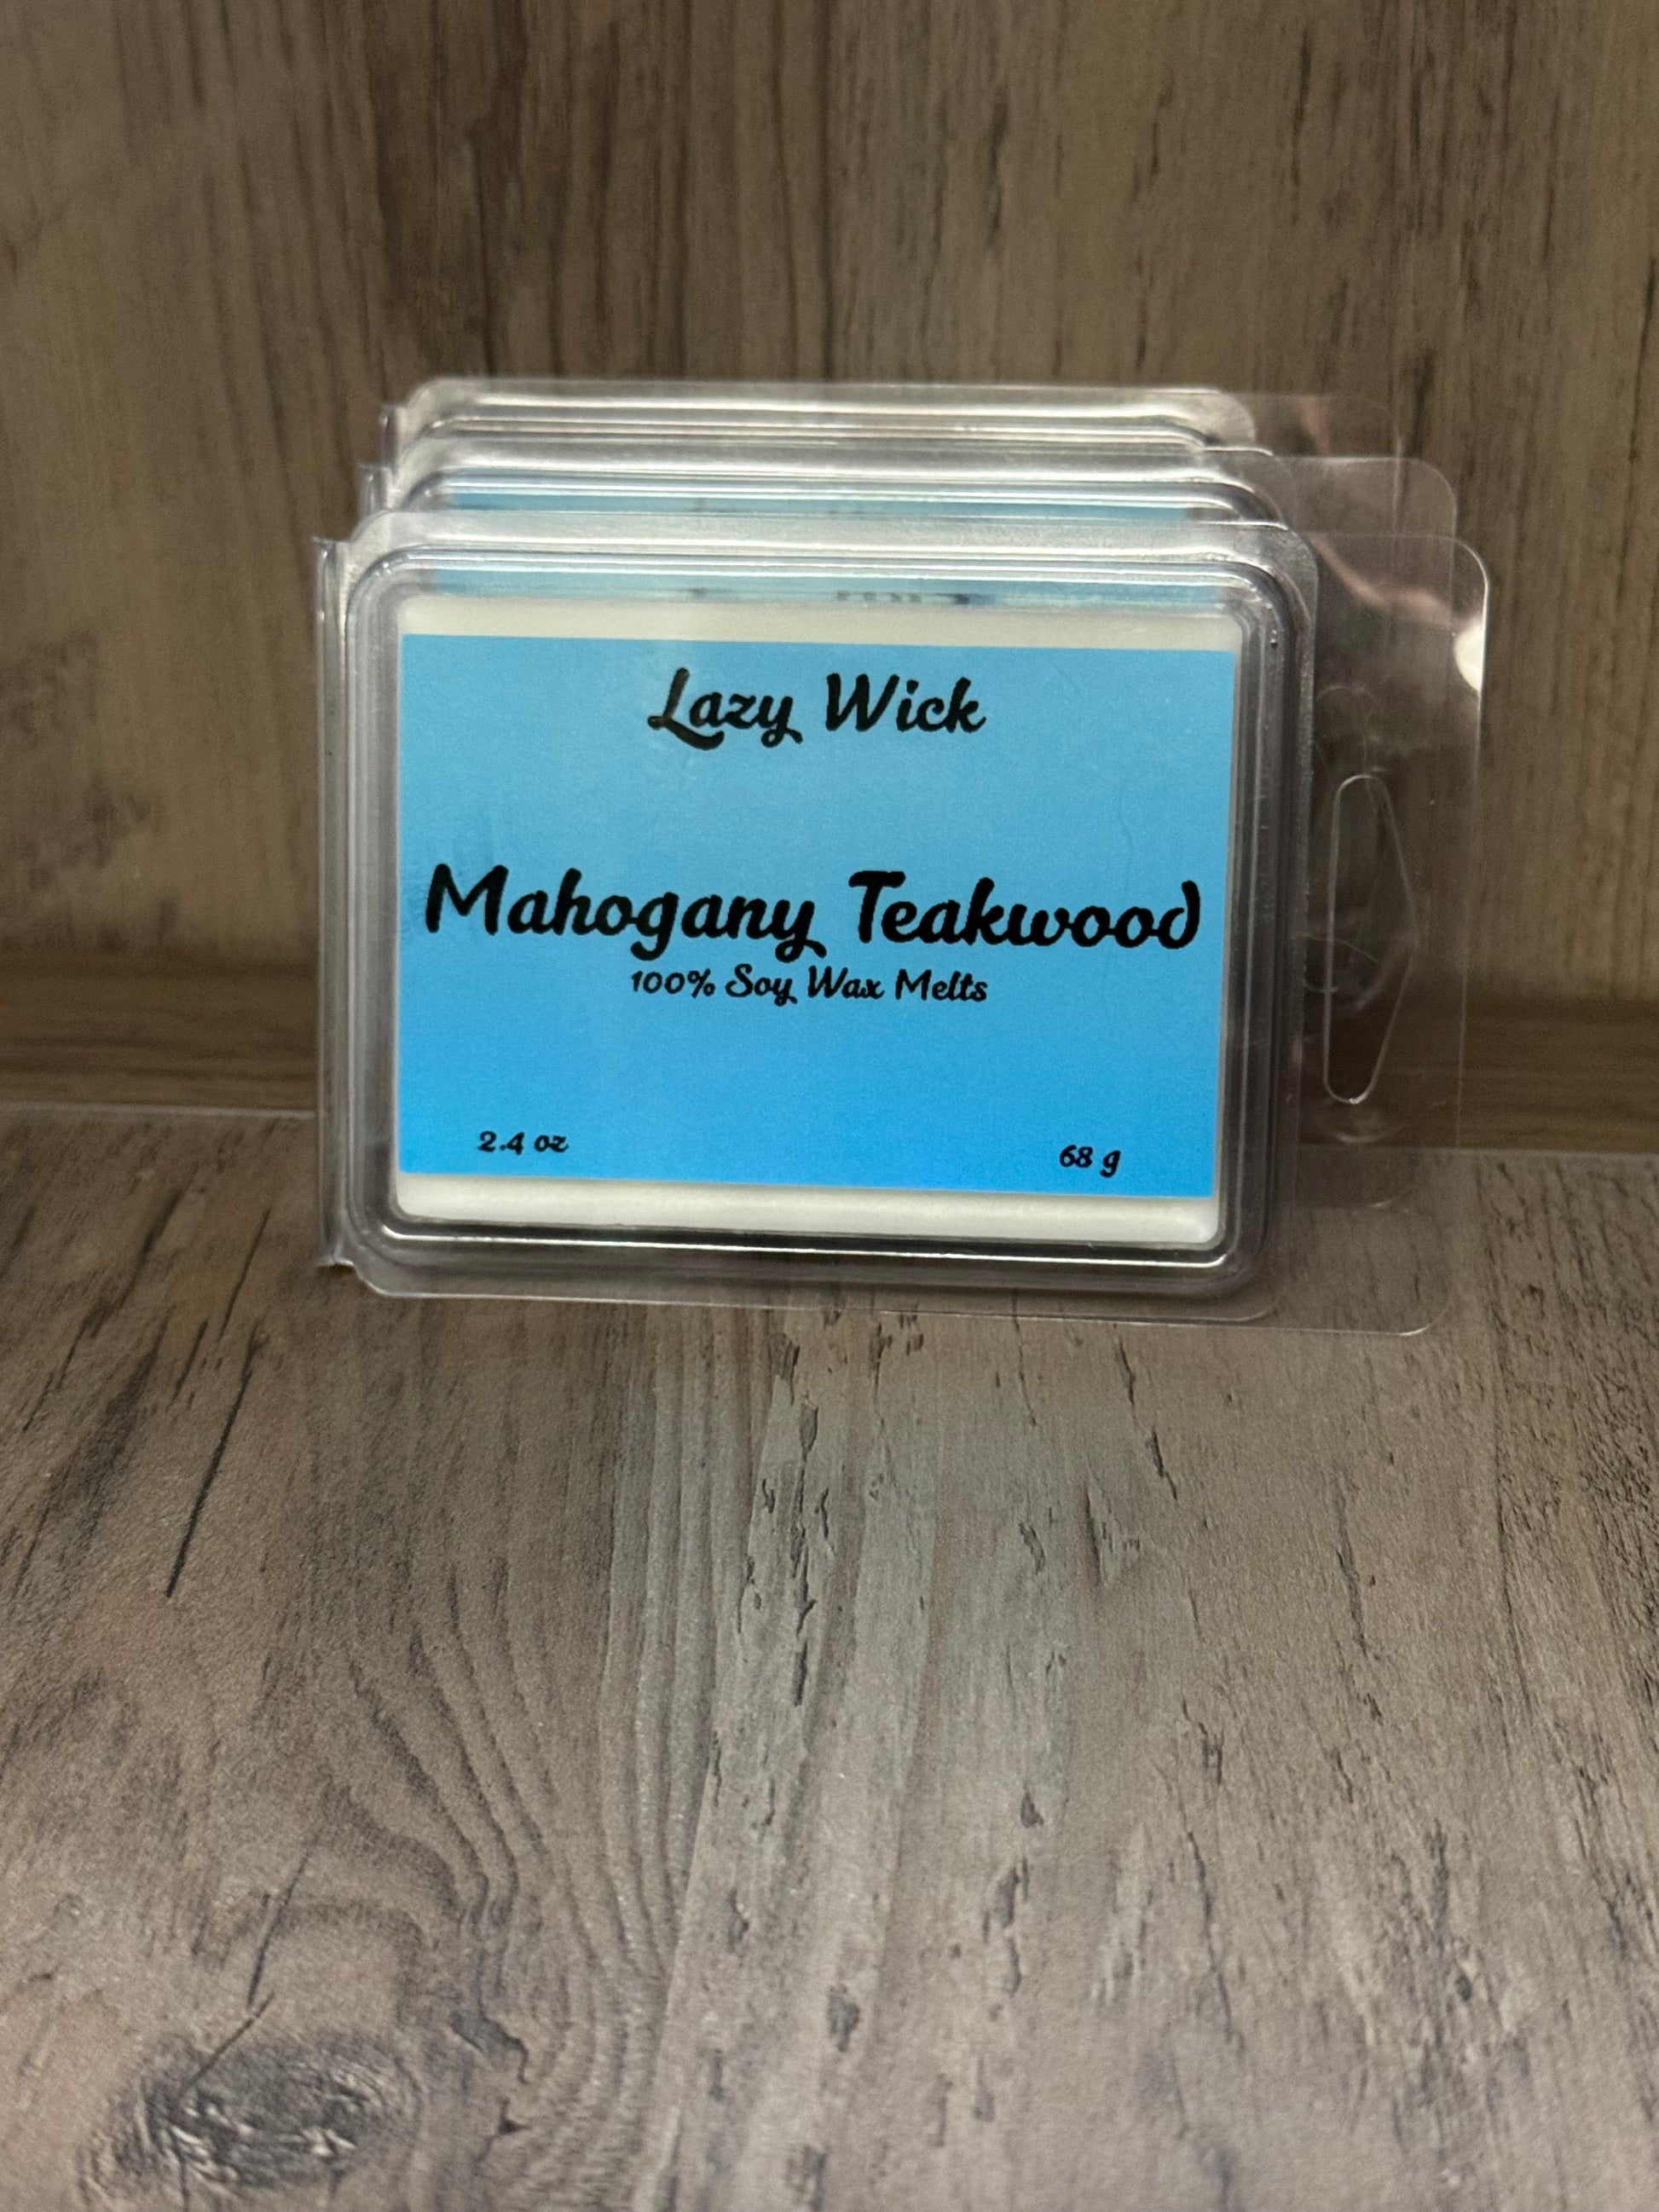 Lazy Wick
Mahogany Teakwood
100% Soy Wax Melts
2.4 oz
68 g